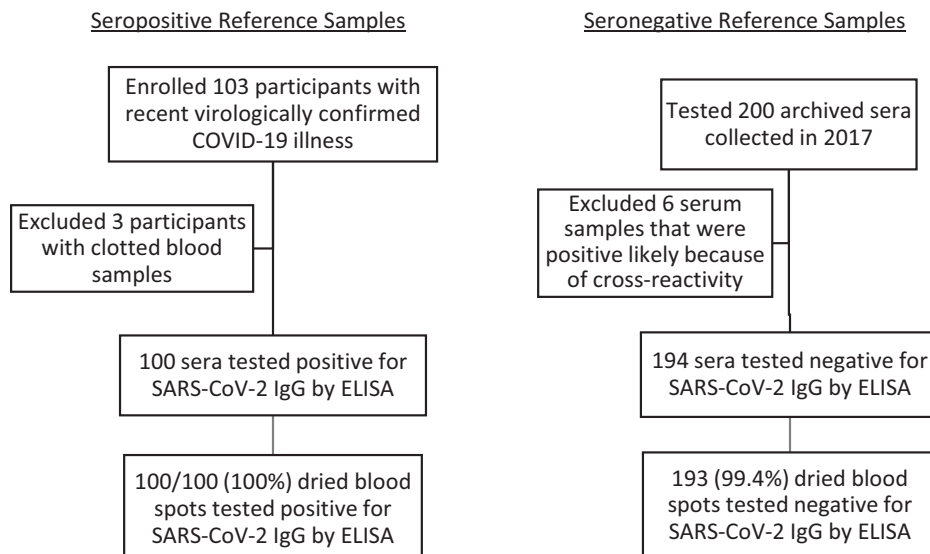 Seropositive Reference Samples
Enrolled 103 participants with
recent virologically confirmed
COVID-19 illness
Excluded 3 participants
with clotted blood
samples
100 sera tested positive for
SARS-CoV-2 IgG by ELISA
100/100 (100%) dried blood
spots tested positive for
SARS-CoV-2 IgG by ELISA
Seronegative Reference Samples
Tested 200 archived sera
collected in 2017
Excluded 6 serum
samples that were
positive likely because
of cross-reactivity
194 sera tested negative for
SARS-CoV-2 IgG by ELISA
193 (99.4%) dried blood
spots tested negative for
SARS-CoV-2 IgG by ELISA